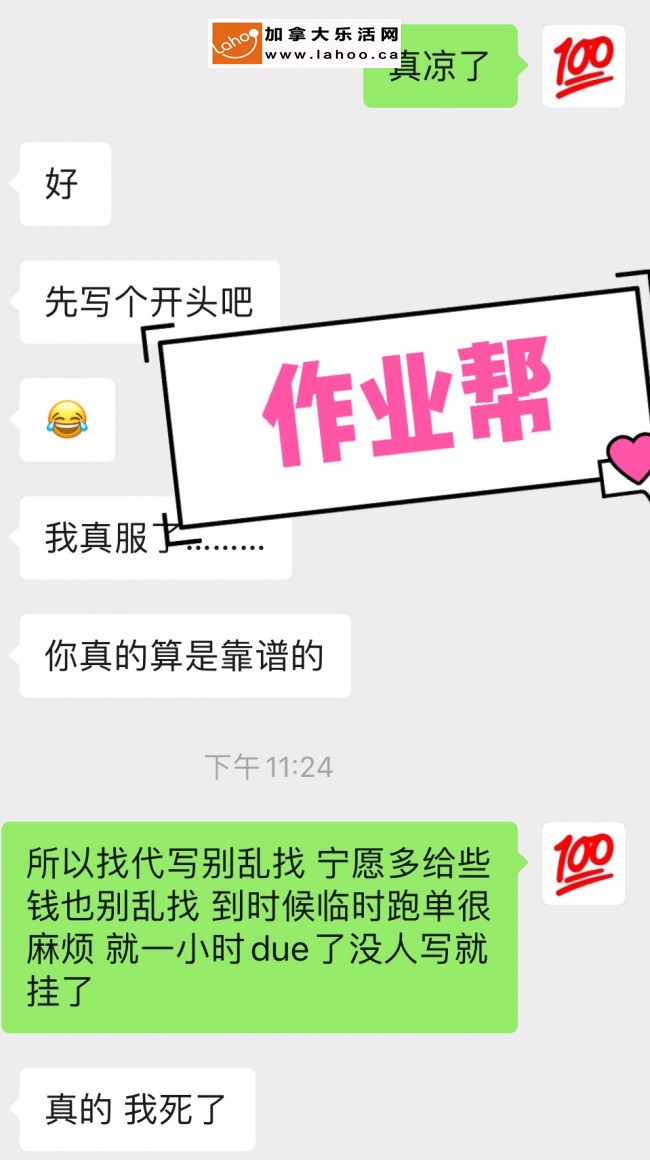 Lahoo 加拿大乐活网
www.lahoo.ca
真凉了
100
好
先写个开头吧
作业帮
我真服了………
你真的算是靠谱的
下午 11:24
所以找代写别乱找 宁愿多给些
100
钱也别乱找 到时候临时跑单很
麻烦 就一小时due了没人写就
挂了
真的 我死了